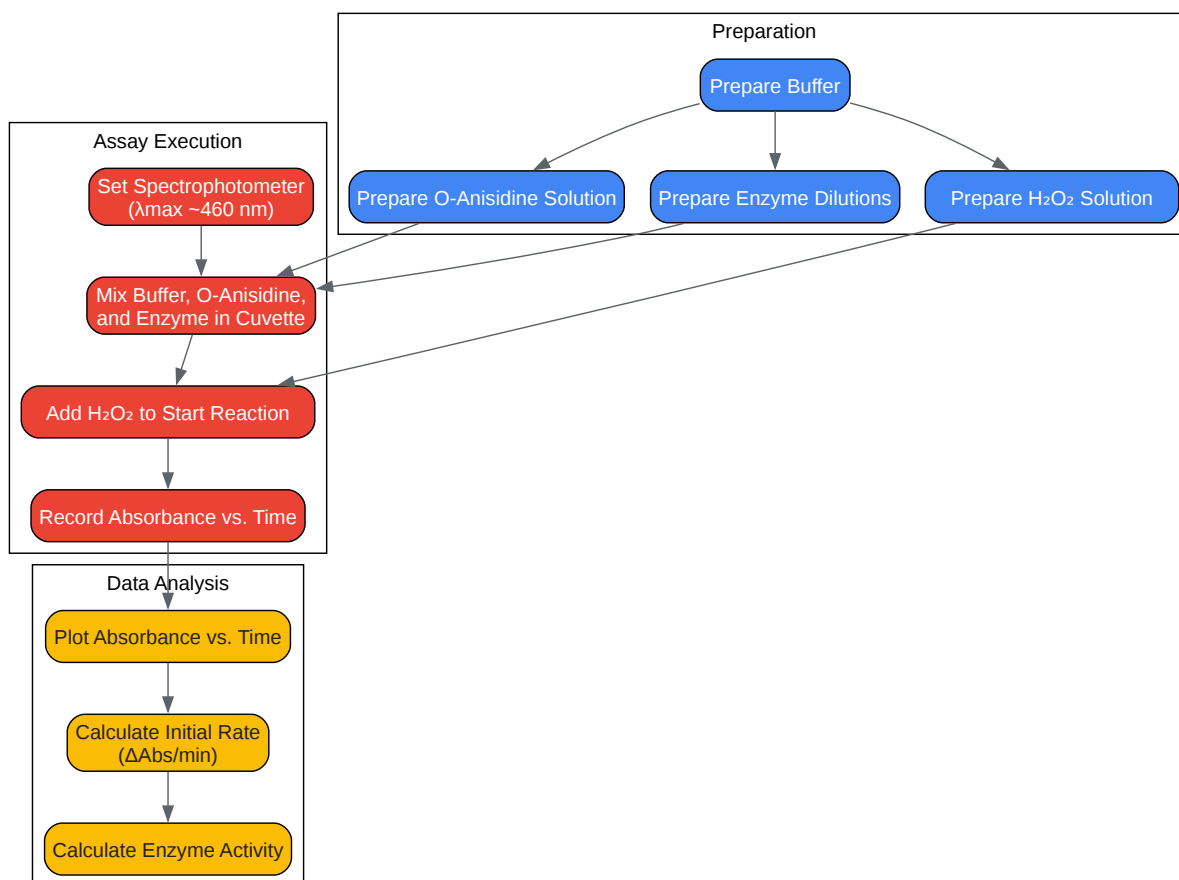 Preparation
Prepare Buffer
Prepare O-Anisidine Solution
Prepare Enzyme Dilutions
Prepare H₂O₂ Solution
Assay Execution
Set Spectrophotometer
(λmax ~460 nm)
Mix Buffer, O-Anisidine,
and Enzyme in Cuvette
Add H₂O₂ to Start Reaction
Record Absorbance vs. Time
Data Analysis
Plot Absorbance vs. Time
Calculate Initial Rate
(ΔAbs/min)
Calculate Enzyme Activity